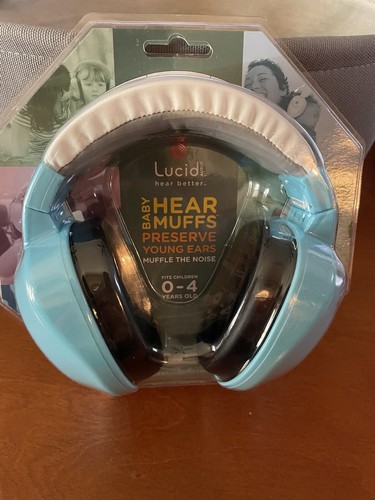 Lucid
hear better.
BABY
HEAR
MUFFS
PRESERVE
YOUNG EARS
MUFFLE THE NOISE
FITS CHILDREN
0-4
YEARS OLD